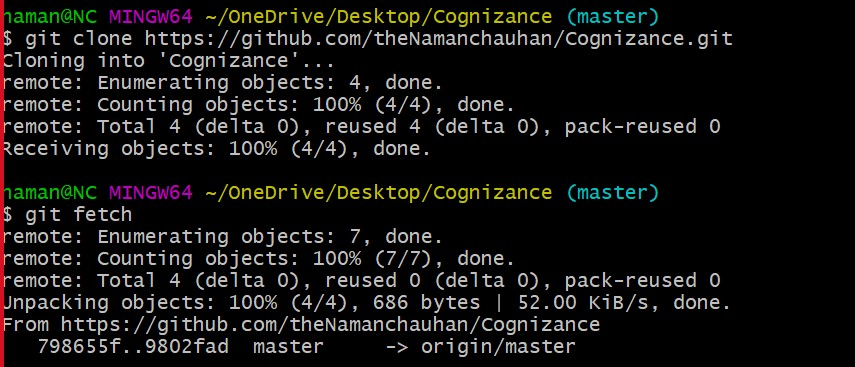 naman@NC MINGW64 ~/OneDrive/Desktop/Cognizance (master)
$ git clone https://github.com/theNamanchauhan/Cognizance.git
Cloning into 'Cognizance'...
remote: Enumerating objects: 4, done.
remote: Counting objects: 100% (4/4), done.
remote: Total 4 (delta 0), reused 4 (delta 0), pack-reused 0
Receiving objects: 100% (4/4), done.

naman@NC MINGW64 ~/OneDrive/Desktop/Cognizance (master)
$ git fetch
remote: Enumerating objects: 7, done.
remote: Counting objects: 100% (7/7), done.
remote: Total 4 (delta 0), reused 0 (delta 0), pack-reused 0
Unpacking objects: 100% (4/4), 686 bytes | 52.00 KiB/s, done.
From https://github.com/theNamanchauhan/Cognizance
   798655f..9802fad  master     -> origin/master